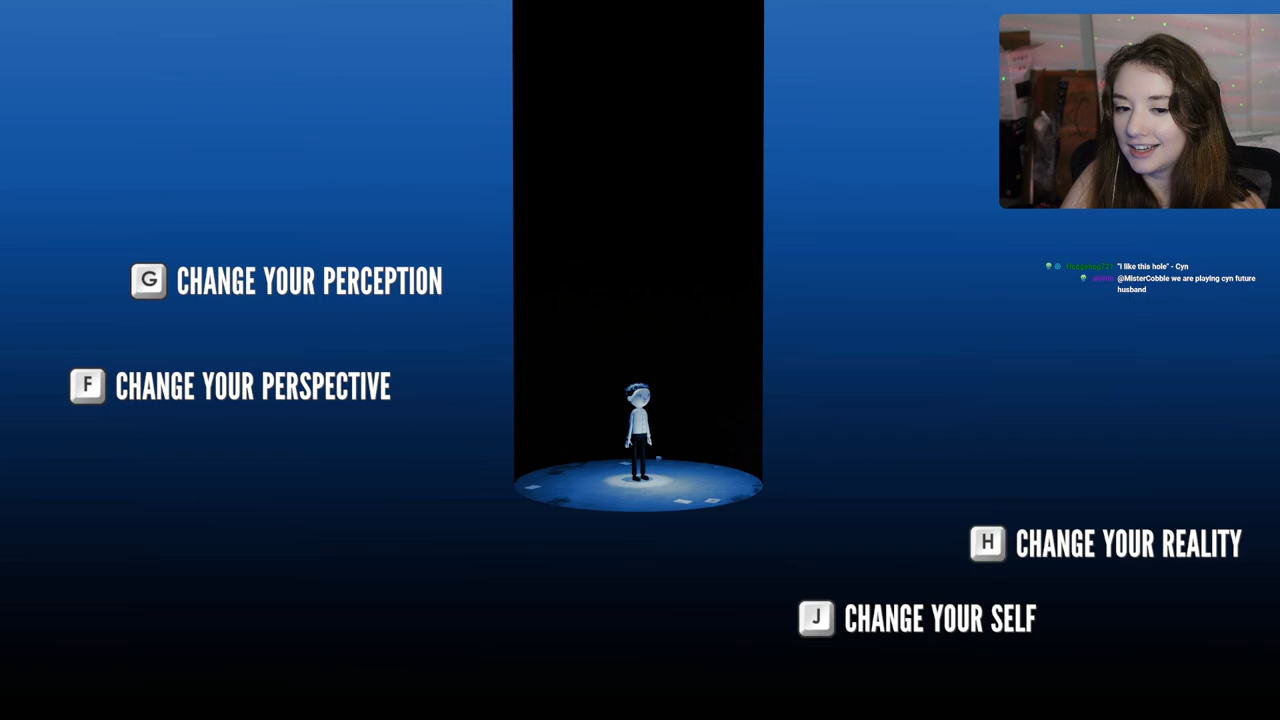 G CHANGE YOUR PERCEPTION
F CHANGE YOUR PERSPECTIVE
Hedgehog721 "I like this hole" - Cyn
@MisterCobble we are playing cyn future
husband
H CHANGE YOUR REALITY
J CHANGE YOUR SELF